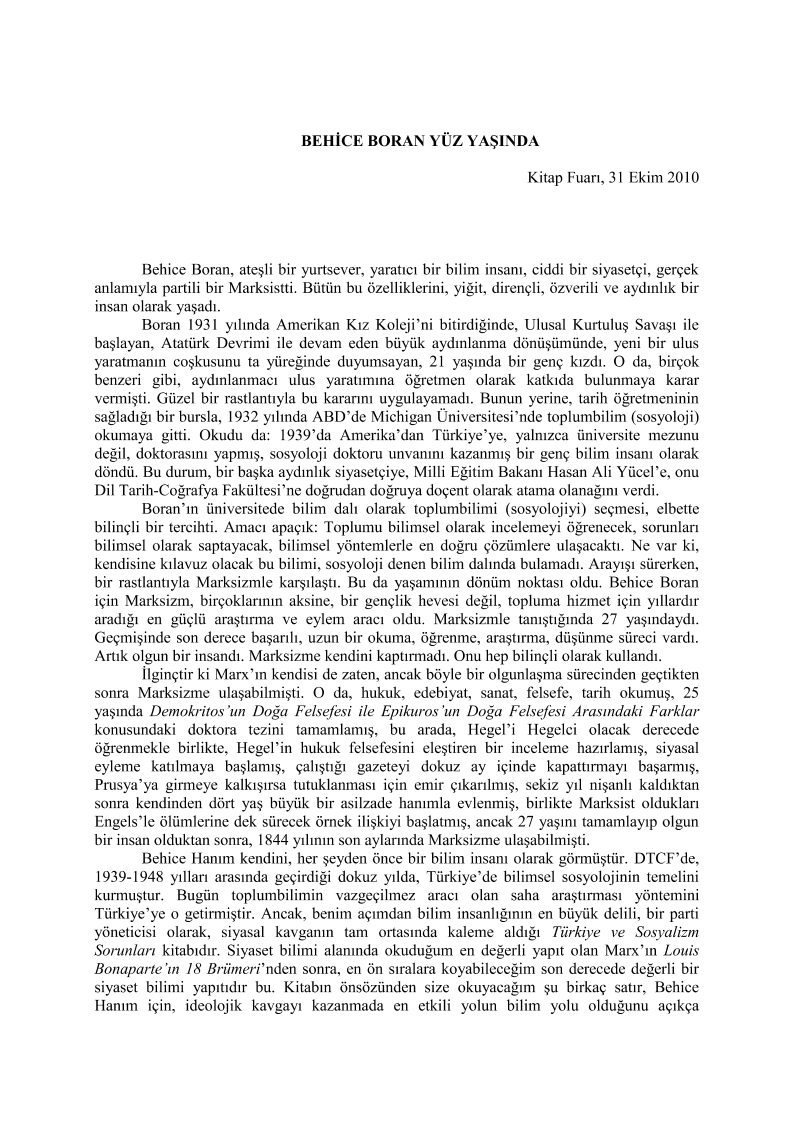 BEHİCE BORAN YÜZ YAŞINDA
Kitap Fuarı, 31 Ekim 2010
Behice Boran, ateşli bir yurtsever, yaratıcı bir bilim insanı, ciddi bir siyasetçi, gerçek
anlamıyla partili bir Marksistti. Bütün bu özelliklerini, yiğit, dirençli, özverili ve aydınlık bir
insan olarak yaşadı.
Boran 1931 yılında Amerikan Kız Koleji’ni bitirdiğinde, Ulusal Kurtuluş Savaşı ile
başlayan, Atatürk Devrimi ile devam eden büyük aydınlanma dönüşümünde, yeni bir ulus
yaratmanın coşkusunu ta yüreğinde duyumsayan, 21 yaşında bir genç kızdı. O da, birçok
benzeri gibi, aydınlanmacı ulus yaratımına öğretmen olarak katkıda bulunmaya karar
vermişti. Güzel bir rastlantıyla bu kararını uygulayamadı. Bunun yerine, tarih öğretmeninin
sağladığı bir bursla, 1932 yılında ABD’de Michigan Üniversitesi’nde toplumbilim (sosyoloji)
okumaya gitti. Okudu da: 1939’da Amerika’dan Türkiye’ye, yalnızca üniversite mezunu
değil, doktorasını yapmış, sosyoloji doktoru unvanını kazanmış bir genç bilim insanı olarak
döndü. Bu durum, bir başka aydınlık siyasetçiye, Milli Eğitim Bakanı Hasan Ali Yücel’e, onu
Dil Tarih-Coğrafya Fakültesi’ne doğrudan doğruya doçent olarak atama olanağını verdi.
Boran’ın üniversitede bilim dalı olarak toplumbilimi (sosyolojiyi) seçmesi, elbette
bilinçli bir tercihti. Amacı apaçık: Toplumu bilimsel olarak incelemeyi öğrenecek, sorunları
bilimsel olarak saptayacak, bilimsel yöntemlerle en doğru çözümlere ulaşacaktı. Ne var ki,
kendisine kılavuz olacak bu bilimi, sosyoloji denen bilim dalında bulamadı. Arayışı sürerken,
bir rastlantıyla Marksizmle karşılaştı. Bu da yaşamının dönüm noktası oldu. Behice Boran
için Marksizm, birçoklarının aksine, bir gençlik hevesi değil, topluma hizmet için yıllardır
aradığı en güçlü araştırma ve eylem aracı oldu. Marksizmle tanıştığında 27 yaşındaydı.
Geçmişinde son derece başarılı, uzun bir okuma, öğrenme, araştırma, düşünme süreci vardı.
Artık olgun bir insandı. Marksizme kendini kaptırmadı. Onu hep bilinçli olarak kullandı.
İlginçtir ki Marx’ın kendisi de zaten, ancak böyle bir olgunlaşma sürecinden geçtikten
sonra Marksizme ulaşabilmişti. O da, hukuk, edebiyat, sanat, felsefe, tarih okumuş, 25
yaşında Demokritos’un Doğa Felsefesi ile Epikuros’un Doğa Felsefesi Arasındaki Farklar
konusundaki doktora tezini tamamlamış, bu arada, Hegel’i Hegelci olacak derecede
öğrenmekle birlikte, Hegel’in hukuk felsefesini eleştiren bir inceleme hazırlamış, siyasal
eyleme katılmaya başlamış, çalıştığı gazeteyi dokuz ay içinde kapattırmayı başarmış,
Prusya’ya girmeye kalkışırsa tutuklanması için emir çıkarılmış, sekiz yıl nişanlı kaldıktan
sonra kendinden dört yaş büyük bir asilzade hanımla evlenmiş, birlikte Marksist oldukları
Engels’le ölümlerine dek sürecek örnek ilişkiyi başlatmış, ancak 27 yaşını tamamlayıp olgun
bir insan olduktan sonra, 1844 yılının son aylarında Marksizme ulaşabilmişti.
Behice Hanım kendini, her şeyden önce bir bilim insanı olarak görmüştür. DTCF’de,
1939-1948 yılları arasında geçirdiği dokuz yılda, Türkiye’de bilimsel sosyolojinin temelini
kurmuştur. Bugün toplumbilimin vazgeçilmez aracı olan saha araştırması yöntemini
Türkiye’ye o getirmiştir. Ancak, benim açımdan bilim insanlığının en büyük delili, bir parti
yöneticisi olarak, siyasal kavganın tam ortasında kaleme aldığı Türkiye ve Sosyalizm
Sorunları kitabıdır. Siyaset bilimi alanında okuduğum en değerli yapıt olan Marx’ın Louis
Bonaparte’ın 18 Brümeri’nden sonra, en ön sıralara koyabileceğim son derecede değerli bir
siyaset bilimi yapıtıdır bu. Kitabın önsözünden size okuyacağım şu birkaç satır, Behice
Hanım için, ideolojik kavgayı kazanmada en etkili yolun bilim yolu olduğunu açıkça